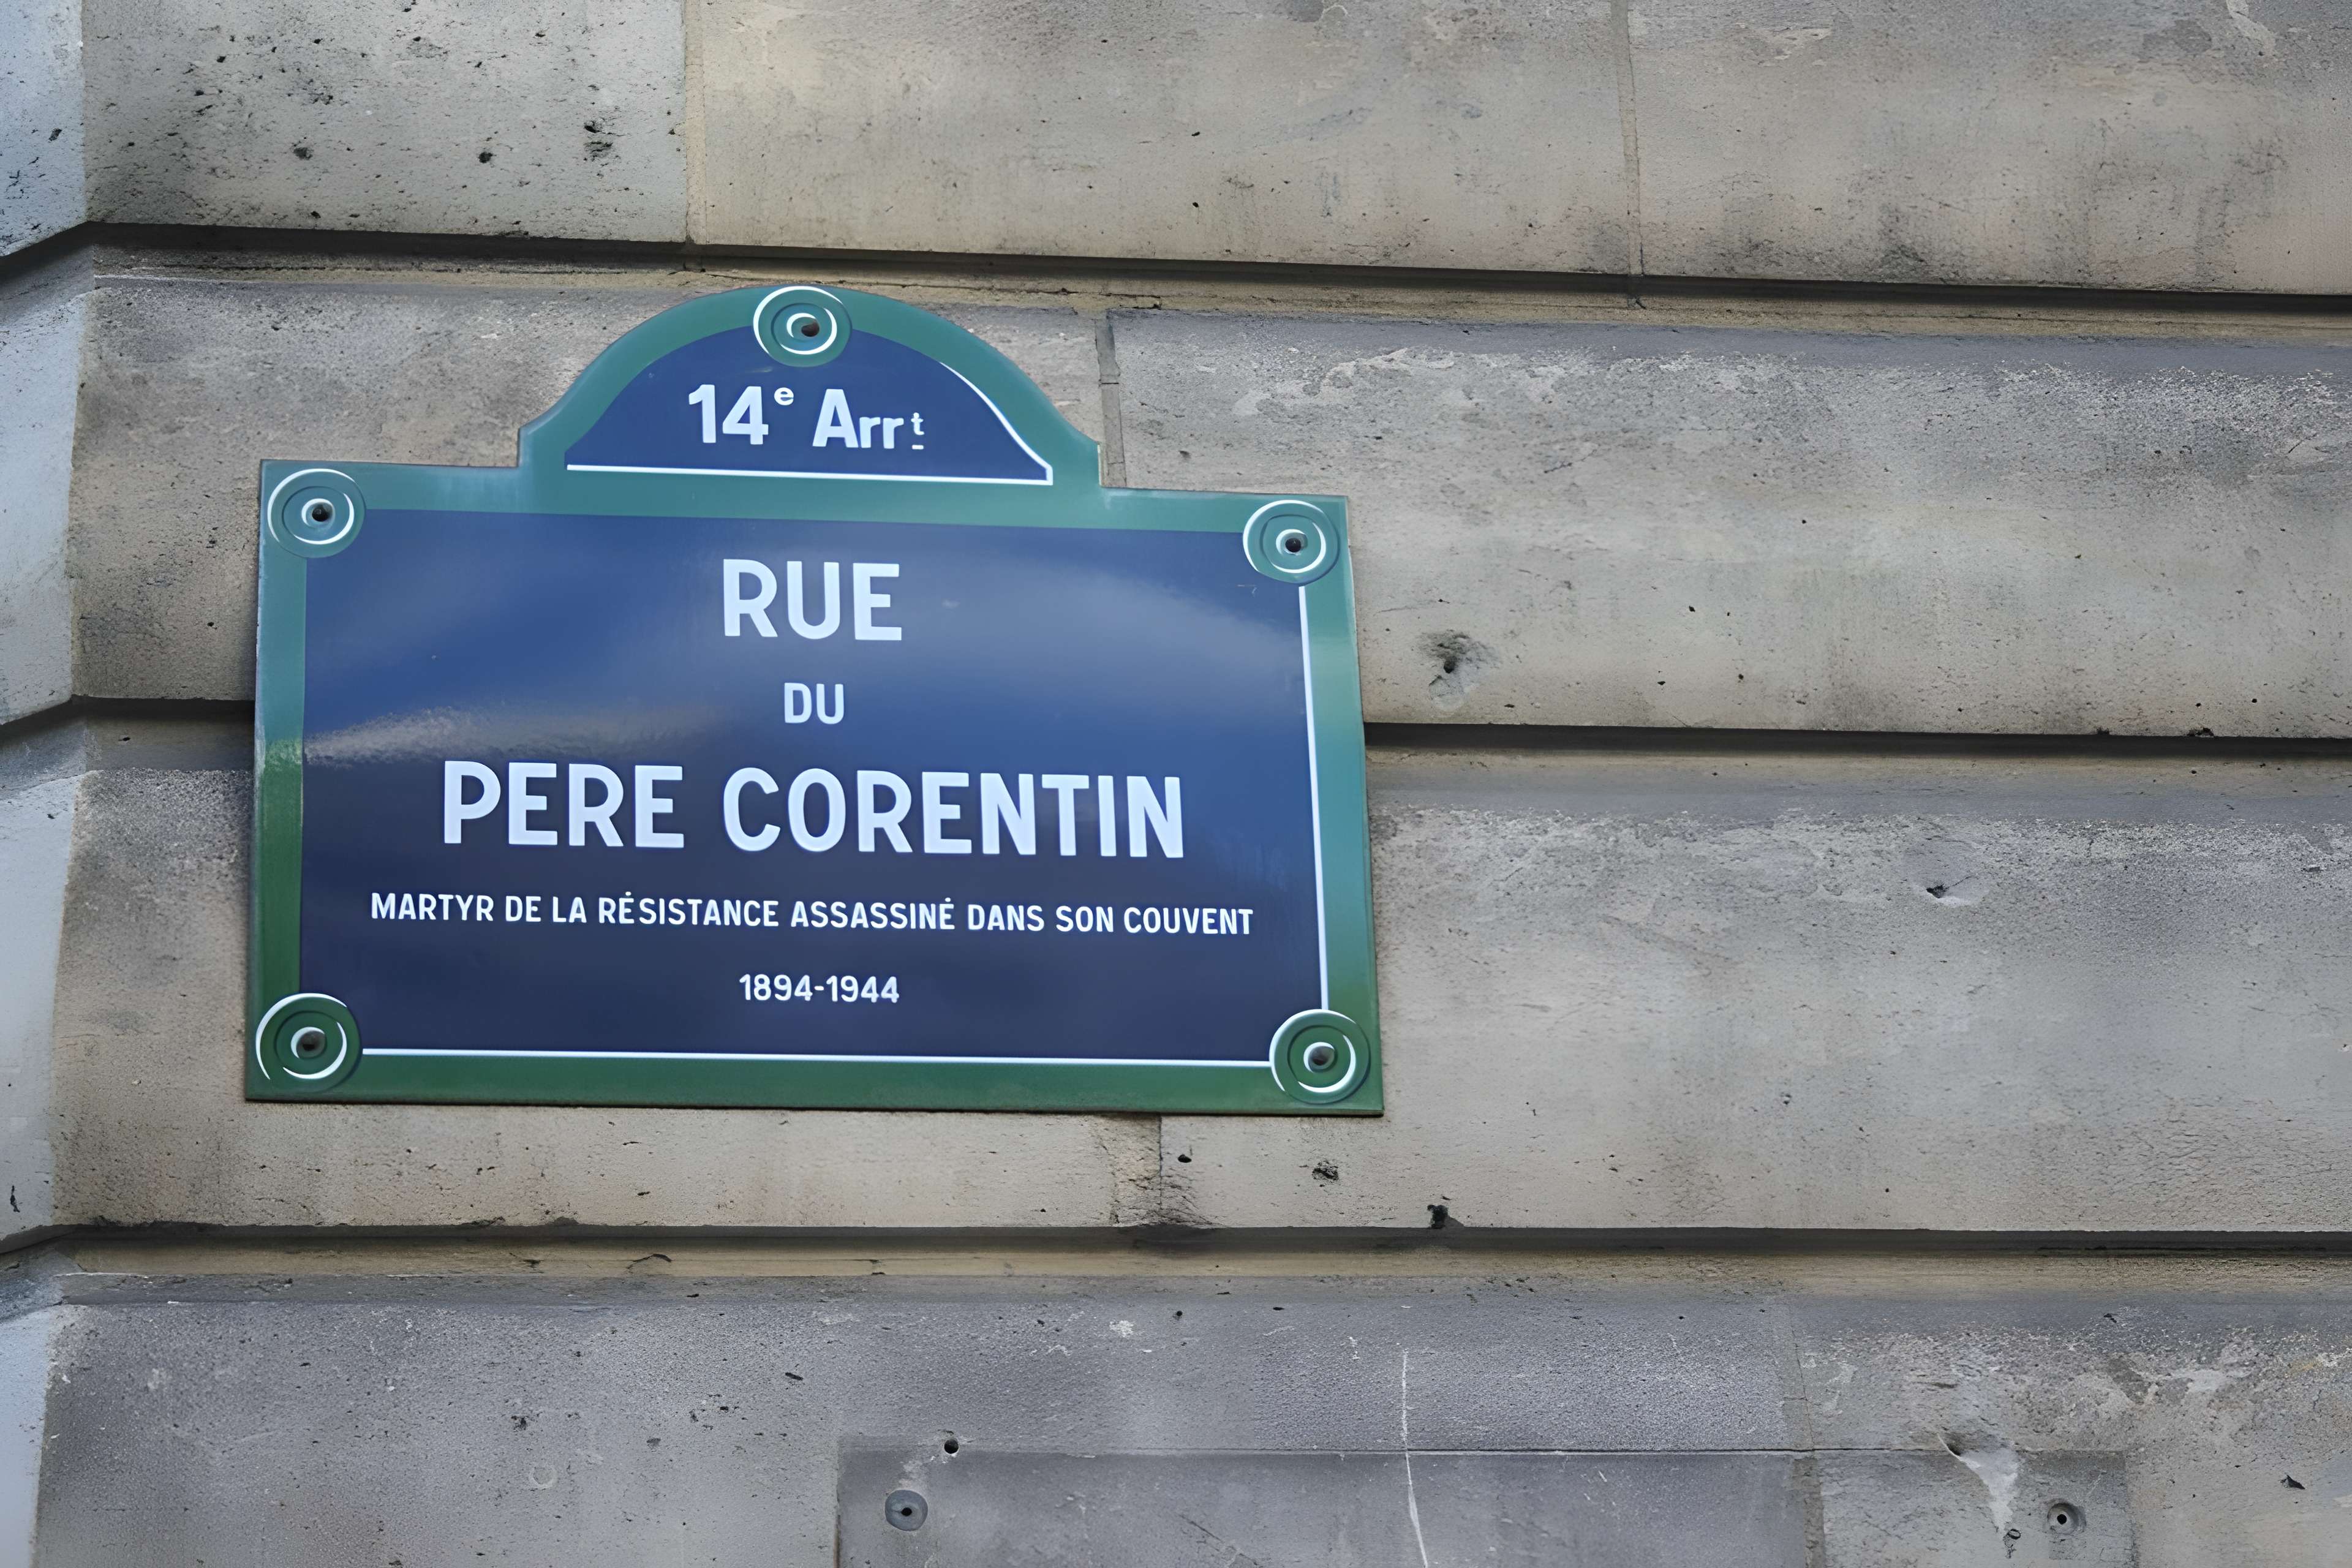 14e Arrt
RUE
DU
PERE CORENTIN
MARTYR DE LA RÉSISTANCE ASSASSINÉ DANS SON COUVENT
1894-1944